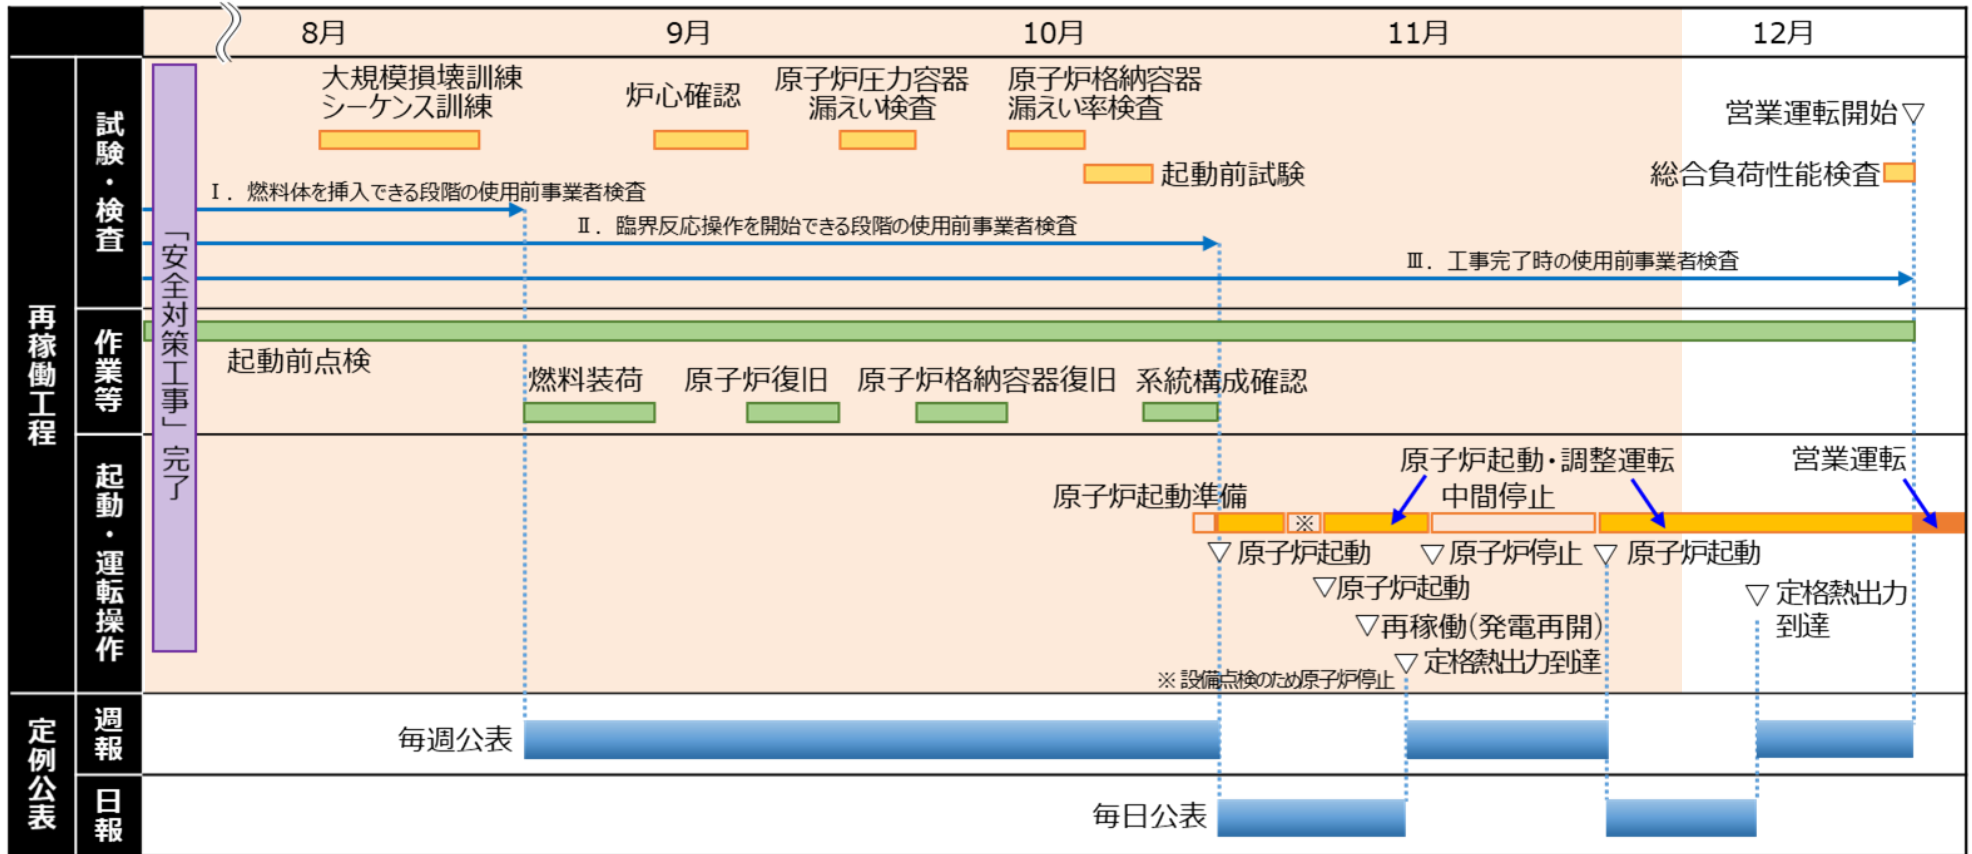 8月
9月
10月
11月
12月
再稼働工程
試験・検査
大規模損壊訓練
シーケンス訓練
炉心確認
原子炉圧力容器
漏えい検査
原子炉格納容器
漏えい率検査
起動前試験
営業運転開始▽
総合負荷性能検査
Ⅰ．燃料体を挿入できる段階の使用前事業者検査
Ⅱ．臨界反応操作を開始できる段階の使用前事業者検査
Ⅲ．工事完了時の使用前事業者検査
「安全対策工事」完了
作業等
起動前点検
燃料装荷
原子炉復旧
原子炉格納容器復旧
系統構成確認
起動・運転操作
原子炉起動・調整運転
営業運転
原子炉起動準備
中間停止
※
▽原子炉起動
▽原子炉停止
▽原子炉起動
▽原子炉起動
▽再稼働(発電再開)
▽定格熱出力到達
▽定格熱出力
到達
※設備点検のため原子炉停止
定例公表
週報
毎週公表
日報
毎日公表